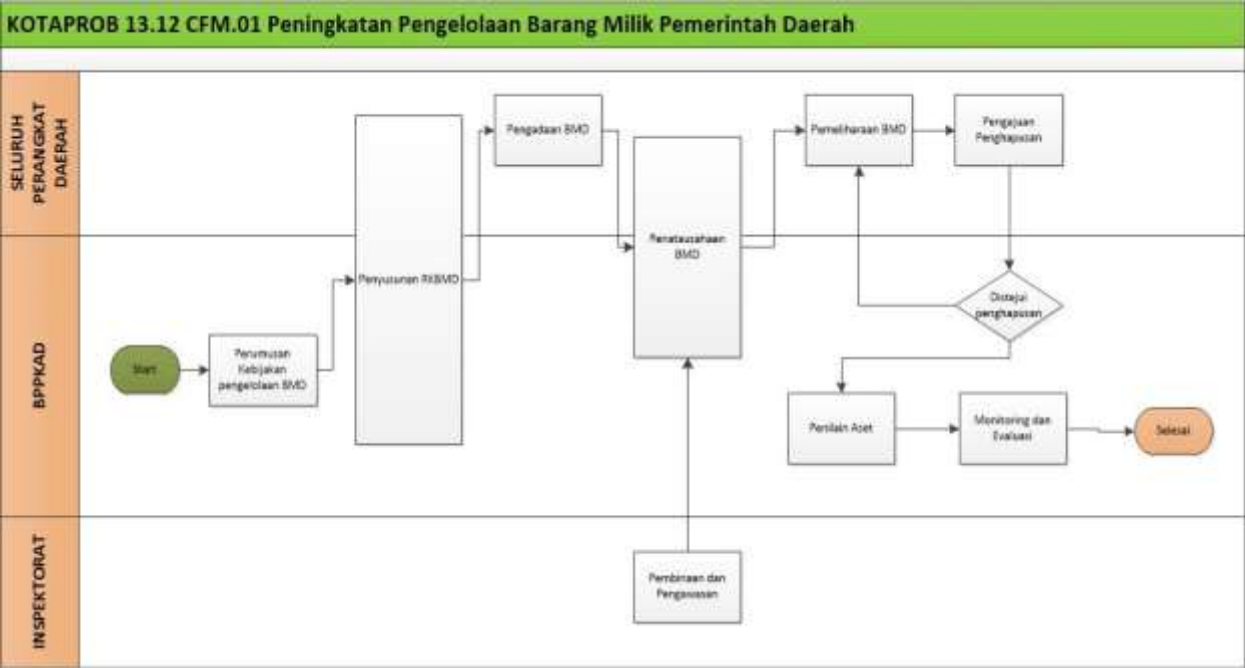 KOTAPROB 13.12 CFM.01 Peningkatan Pengelolaan Barang Milik Pemerintah Daerah
SELURUH
PERANGKAT
DAERAH
Pengadaan BMD
Pemeliharaan BMD
Pengajuan
Penghapusan
Penyusunan RKBMD
Penatausahaan
BMD
BPPKAD
Start
Perumusan
Kebijakan
pengelolaan BMD
Distejui
penghapusan
Penilain Aset
Monitoring dan
Evaluasi
Selesai
INSPEKTORAT
Pembinaan dan
Pengawasan